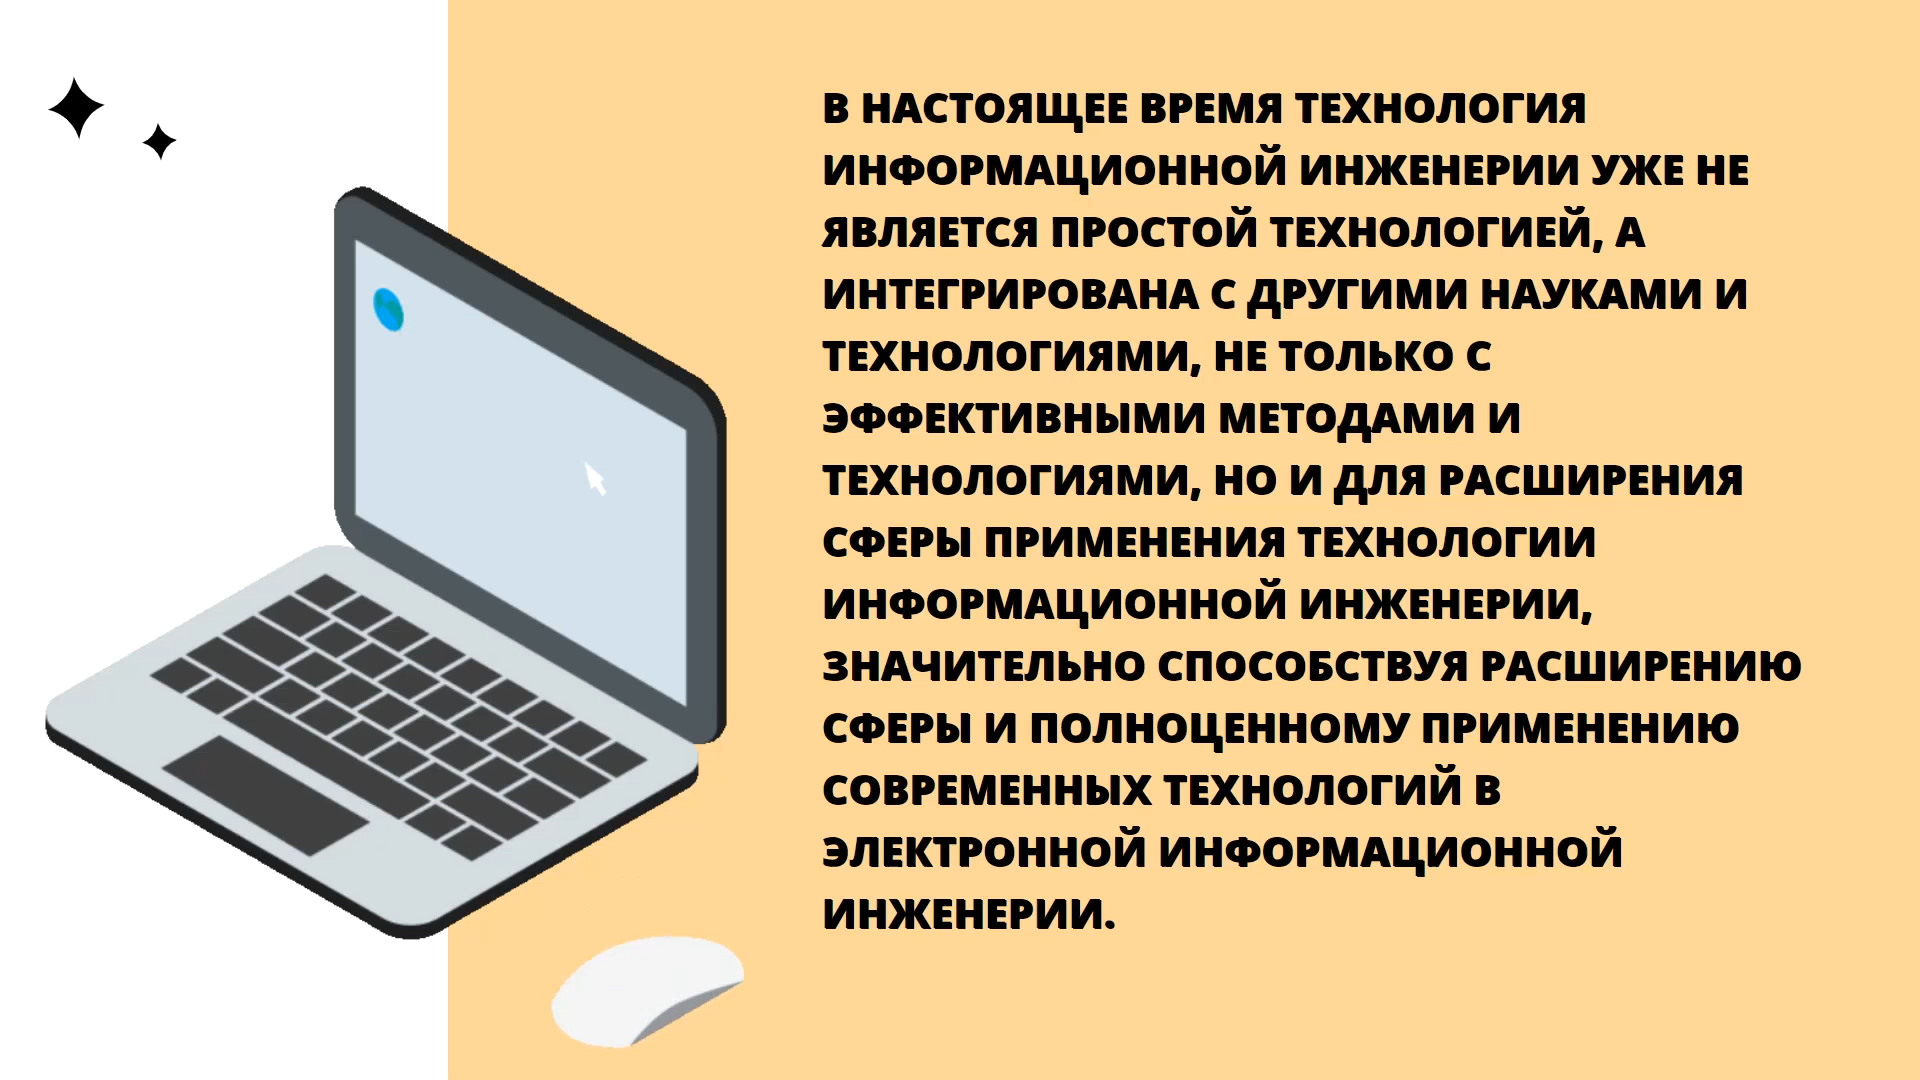 В НАСТОЯЩЕЕ ВРЕМЯ ТЕХНОЛОГИЯ
ИНФОРМАЦИОННОЙ ИНЖЕНЕРИИ УЖЕ НЕ
ЯВЛЯЕТСЯ ПРОСТОЙ ТЕХНОЛОГИЕЙ, А
ИНТЕГРИРОВАНА С ДРУГИМИ НАУКАМИ И
ТЕХНОЛОГИЯМИ, НЕ ТОЛЬКО С
ЭФФЕКТИВНЫМИ МЕТОДАМИ И
ТЕХНОЛОГИЯМИ, НО И ДЛЯ РАСШИРЕНИЯ
СФЕРЫ ПРИМЕНЕНИЯ ТЕХНОЛОГИИ
ИНФОРМАЦИОННОЙ ИНЖЕНЕРИИ,
ЗНАЧИТЕЛЬНО СПОСОБСТВУЯ РАСШИРЕНИЮ
СФЕРЫ И ПОЛНОЦЕННОМУ ПРИМЕНЕНИЮ
СОВРЕМЕННЫХ ТЕХНОЛОГИЙ В
ЭЛЕКТРОННОЙ ИНФОРМАЦИОННОЙ
ИНЖЕНЕРИИ.